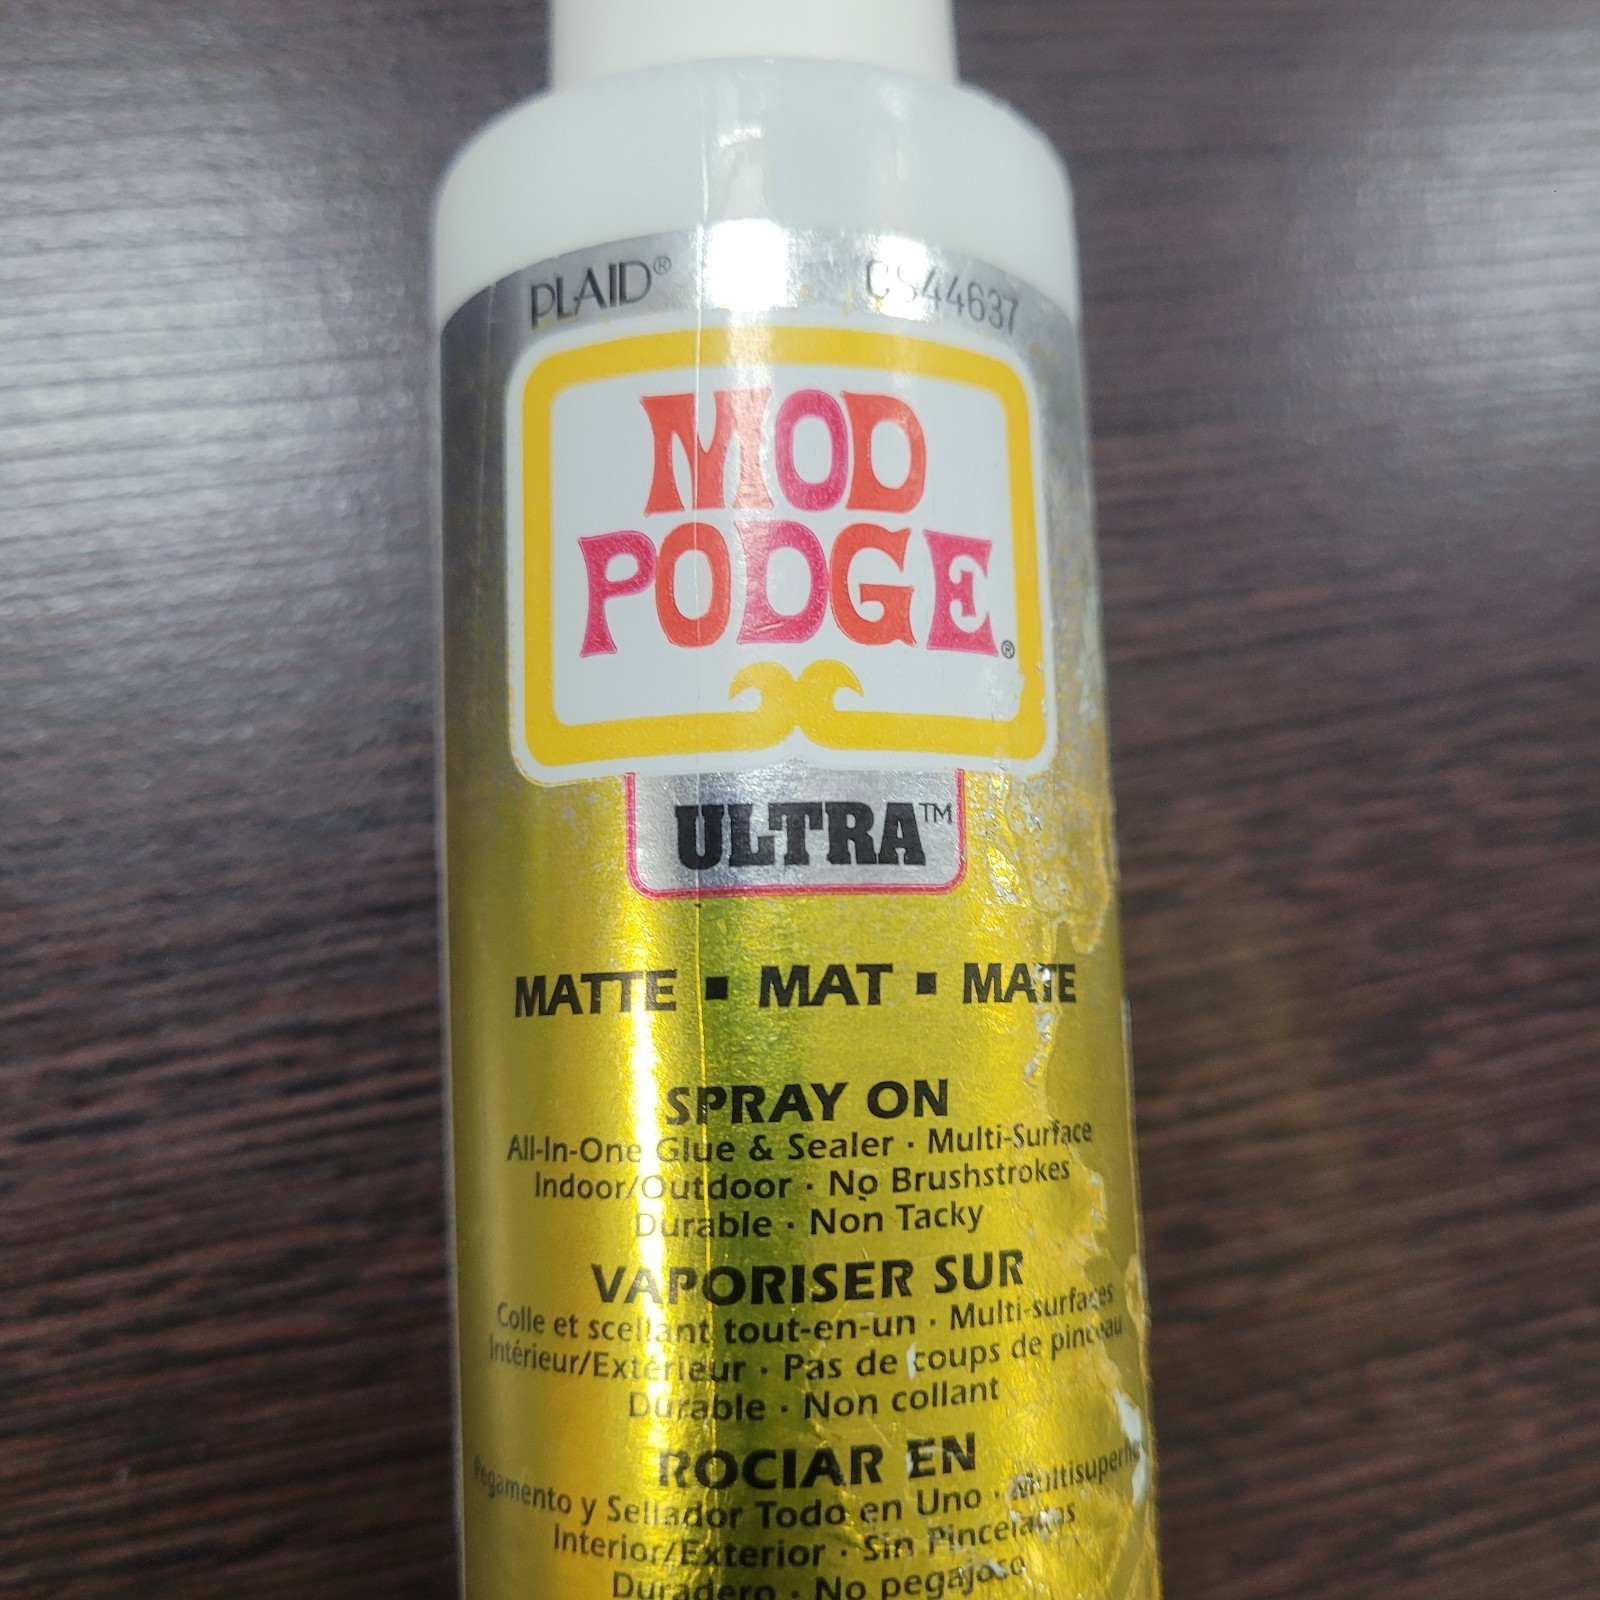 PLAID® CS44637
MOD
PODGE®
ULTRA™
MATTE ▪ MAT ▪ MATE
SPRAY ON
All-In-One Glue & Sealer · Multi-Surface
Indoor/Outdoor · No Brushstrokes
Durable · Non Tacky
VAPORISER SUR
Colle et scellant tout-en-un · Multi-surfaces
Intérieur/Extérieur · Pas de coups de pinceau
Durable · Non collant
ROCIAR EN
Pegamento y Sellador Todo en Uno ·
Interior/Exterior · Sin Pinceladas
Duradero · No pegajoso